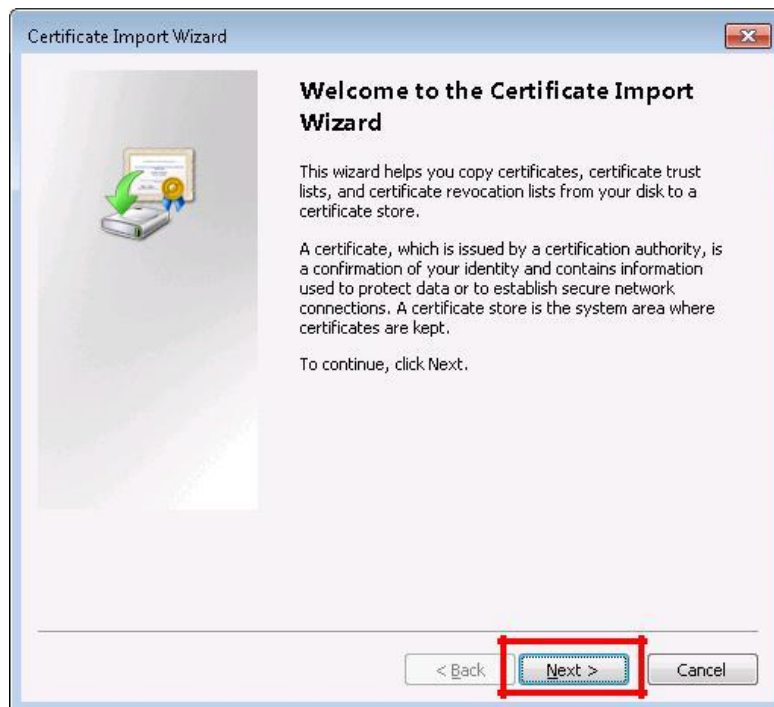 Certificate Import Wizard
Welcome to the Certificate Import
Wizard
This wizard helps you copy certificates, certificate trust
lists, and certificate revocation lists from your disk to a
certificate store.
A certificate, which is issued by a certification authority, is
a confirmation of your identity and contains information
used to protect data or to establish secure network
connections. A certificate store is the system area where
certificates are kept.
To continue, click Next.
< Back Next > Cancel